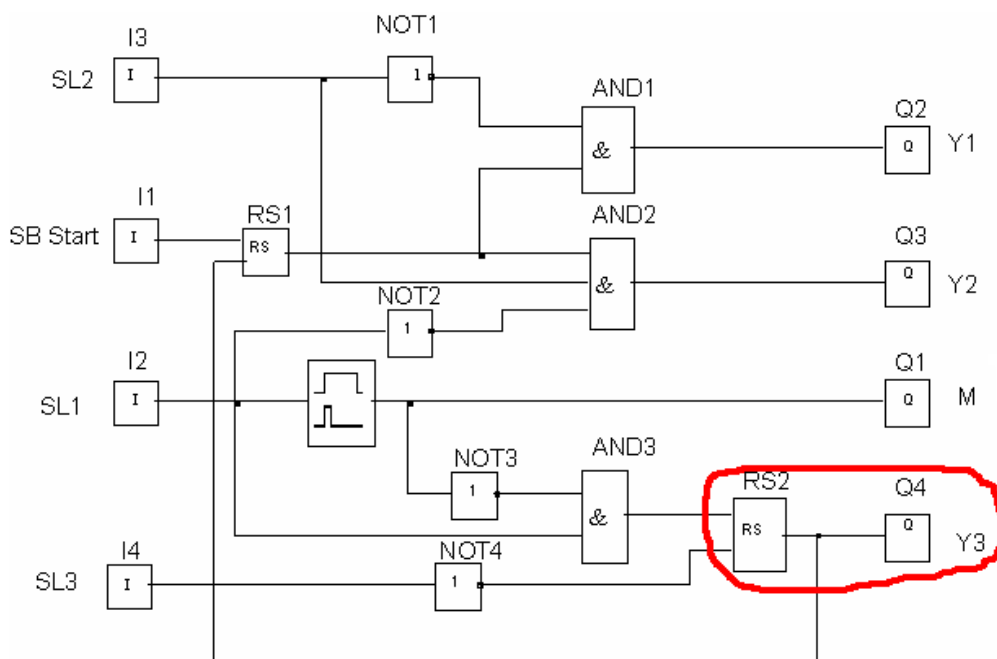 I3
NOT1
SL2
I
1
AND1
&
Q2
Q
Y1
I1
SB Start
I
RS1
RS
AND2
&
Q3
Q
Y2
NOT2
1
I2
SL1
I
Q1
Q
M
NOT3
1
AND3
&
RS2
RS
Q4
Q
Y3
I4
SL3
I
NOT4
1